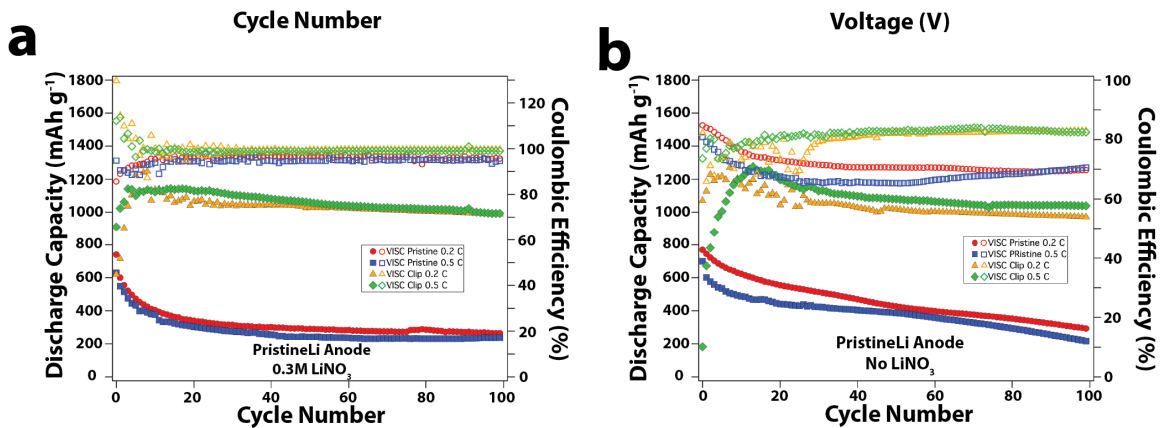 Cycle Number
Voltage (V)
a
Discharge Capacity (mAh g⁻¹)
1800
1600
1400
1200
1000
800
600
400
200
0
120
100
80
60
40
20
0
Coulombic Efficiency (%)
VISC Pristine 0.2 C
VISC Pristine 0.5 C
VISC Clip 0.2 C
VISC Clip 0.5 C
PristineLi Anode
0.3M LiNO₃
0 20 40 60 80 100
Cycle Number
b
Discharge Capacity (mAh g⁻¹)
1800
1600
1400
1200
1000
800
600
400
200
0
100
80
60
40
20
0
Coulombic Efficiency (%)
VISC Pristine 0.2 C
VISC PRistine 0.5 C
VISC Clip 0.2 C
VISC Clip 0.5 C
PristineLi Anode
No LiNO₃
0 20 40 60 80 100
Cycle Number